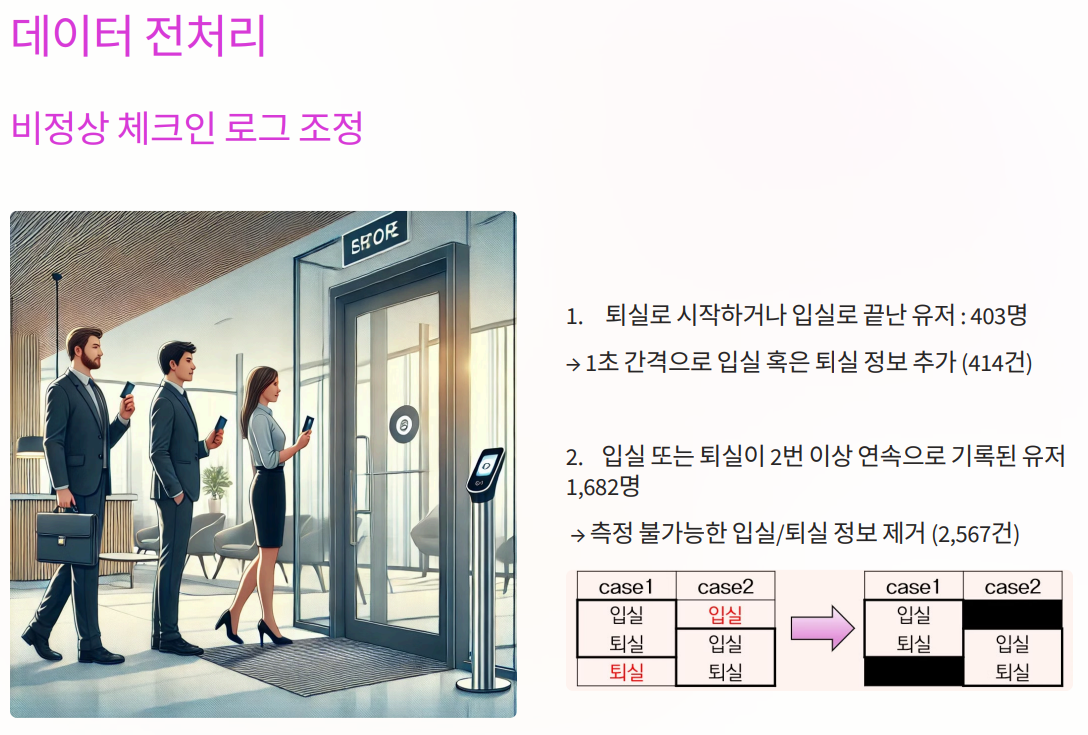 데이터 전처리
비정상 체크인 로그 조정
1. 퇴실로 시작하거나 입실로 끝난 유저 : 403명
→ 1초 간격으로 입실 혹은 퇴실 정보 추가 (414건)
2. 입실 또는 퇴실이 2번 이상 연속으로 기록된 유저
1,682명
→ 측정 불가능한 입실/퇴실 정보 제거 (2,567건)
case1 case2 case1 case2
입실 입실 입실
퇴실 입실 퇴실 입실
퇴실 퇴실 퇴실